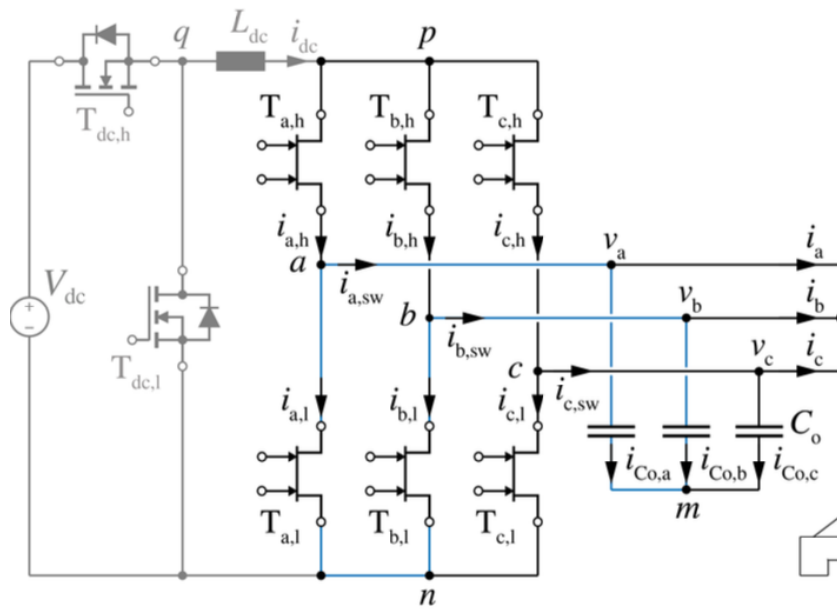 q
L_dc
i_dc
p
T_dc,h
T_a,h
T_b,h
T_c,h
i_a,h
i_b,h
i_c,h
a
i_a,sw
v_a
i_a
V_dc
+
−
b
i_b,sw
v_b
i_b
T_dc,l
c
i_c,sw
v_c
i_c
i_a,l
i_b,l
i_c,l
C_o
i_Co,a
i_Co,b
i_Co,c
m
T_a,l
T_b,l
T_c,l
n